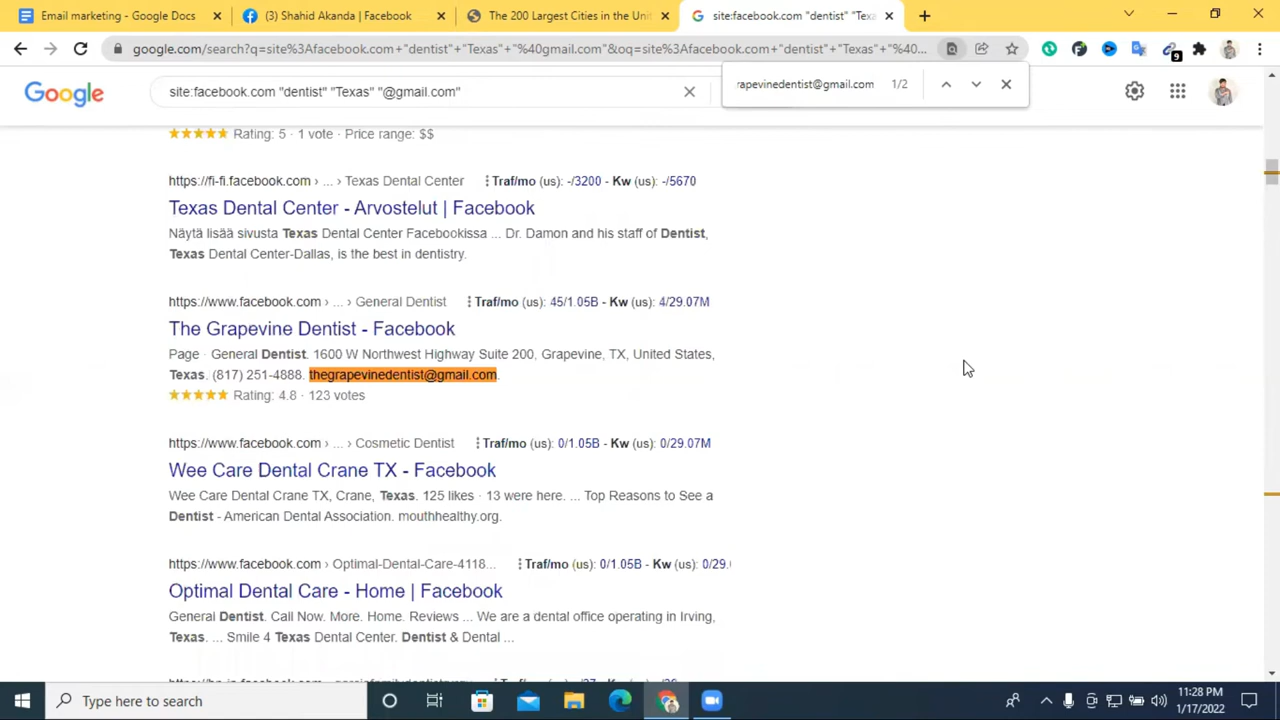 Email marketing - Google Docs
(3) Shahid Akanda | Facebook
The 200 Largest Cities in the Uni
site:facebook.com "dentist" "Tex
google.com/search?q=site%3Afacebook.com+"dentist"+"Texas"+"%40gmail.com"&oq=site%3Afacebook.com+"dentist"+"Texas"+"%40...
9
Google
site:facebook.com "dentist" "Texas" "@gmail.com"
rapevinedentist@gmail.com
1/2
Rating: 5 · 1 vote · Price range: $$
https://fi-fi.facebook.com › ... › Texas Dental Center
Traf/mo (us): -/3200 - Kw (us): -/5670
Texas Dental Center - Arvostelut | Facebook
Näytä lisää sivusta Texas Dental Center Facebookissa ... Dr. Damon and his staff of Dentist,
Texas Dental Center-Dallas, is the best in dentistry.
https://www.facebook.com › ... › General Dentist
Traf/mo (us): 45/1.05B - Kw (us): 4/29.07M
The Grapevine Dentist - Facebook
Page · General Dentist. 1600 W Northwest Highway Suite 200, Grapevine, TX, United States,
Texas. (817) 251-4888. thegrapevinedentist@gmail.com.
Rating: 4.8 · 123 votes
https://www.facebook.com › ... › Cosmetic Dentist
Traf/mo (us): 0/1.05B - Kw (us): 0/29.07M
Wee Care Dental Crane TX - Facebook
Wee Care Dental Crane TX, Crane, Texas. 125 likes · 13 were here. ... Top Reasons to See a
Dentist - American Dental Association. mouthhealthy.org.
https://www.facebook.com › ... › Optimal-Dental-Care-4118...
Traf/mo (us): 0/1.05B - Kw (us): 0/29.
Optimal Dental Care - Home | Facebook
General Dentist. Call Now. More. Home. Reviews ... We are a dental office operating in Irving,
Texas. ... Smile 4 Texas Dental Center. Dentist & Dental ...
Type here to search
11:28 PM
1/17/2022